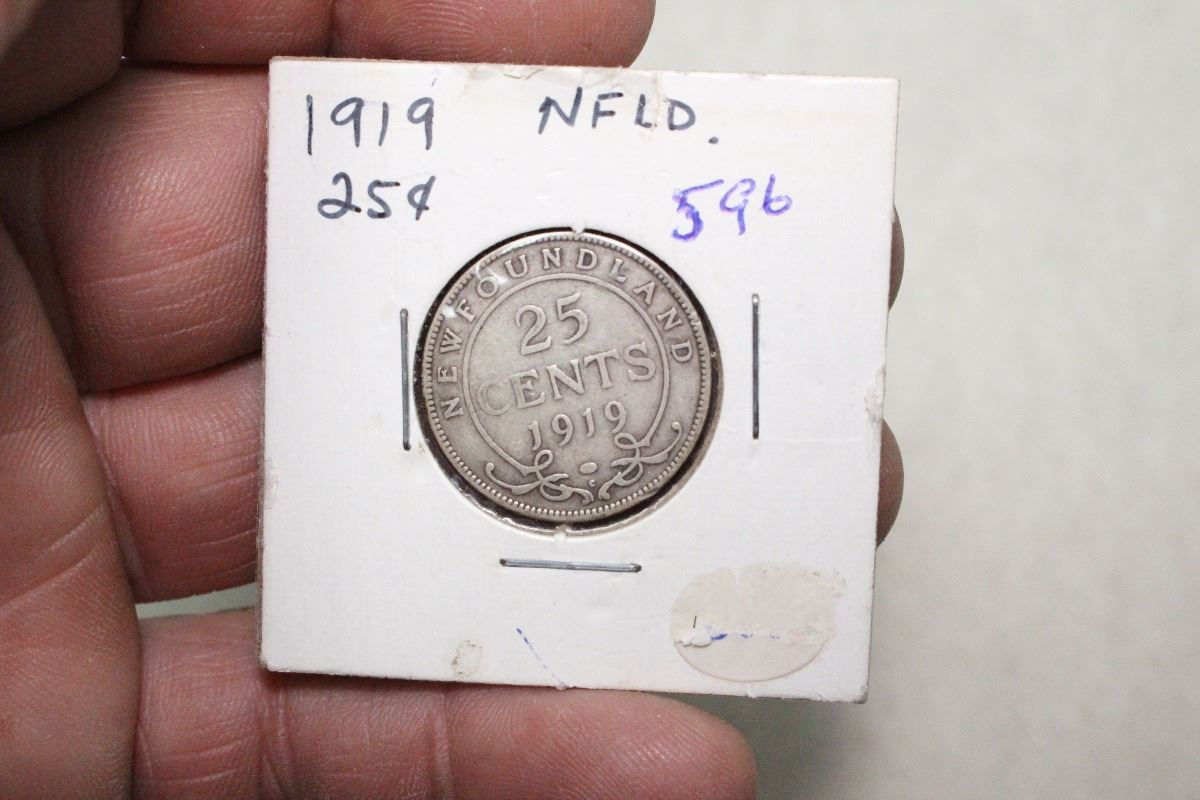 1919 NFLD.
25¢ 596
NEWFOUNDLAND
25
CENTS
1919
C